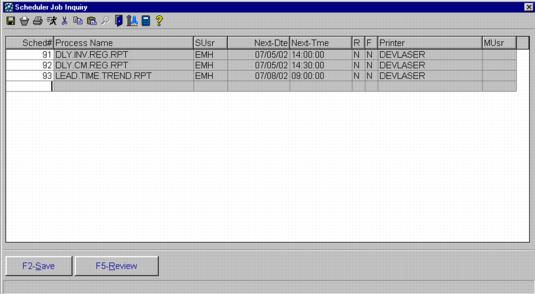 Scheduler Job Inquiry
Sched# Process Name SUsr Next-Dte Next-Tme R F Printer MUsr
91 DLY.INV.REG.RPT EMH 07/05/02 14:00:00 N N DEVLASER
92 DLY.CM.REG.RPT EMH 07/05/02 14:30:00 N N DEVLASER
93 LEAD.TIME.TREND.RPT EMH 07/08/02 09:00:00 N N DEVLASER
F2-Save F5-Review